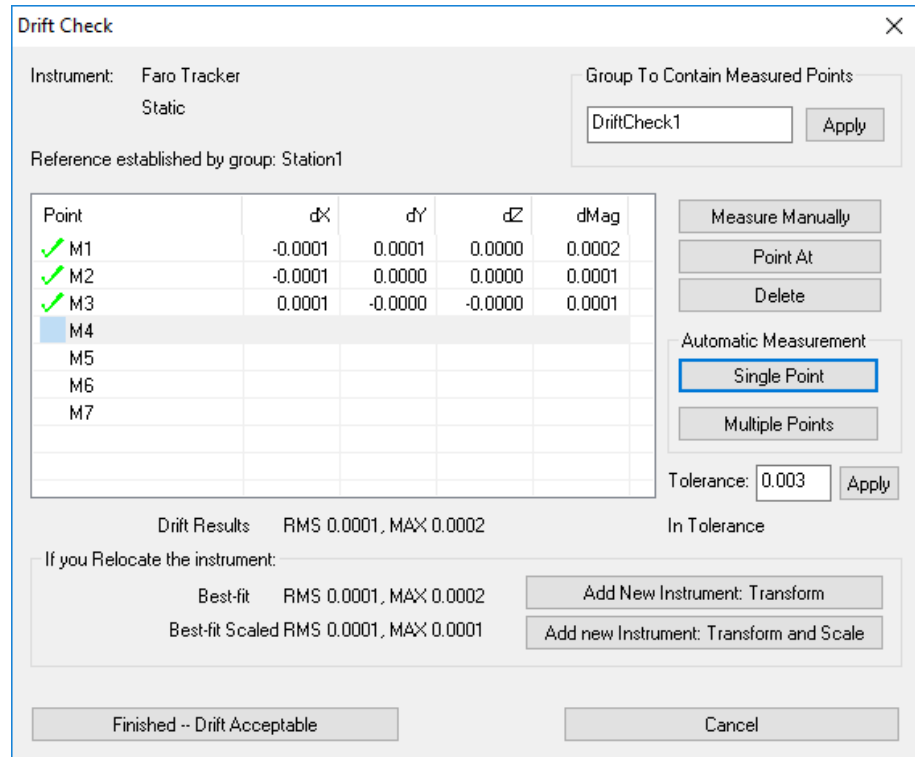 Drift Check
Instrument: Faro Tracker
Static
Group To Contain Measured Points
DriftCheck1 Apply
Reference established by group: Station1
Point dX dY dZ dMag
M1 -0.0001 0.0001 0.0000 0.0002
M2 -0.0001 0.0000 0.0000 0.0001
M3 0.0001 -0.0000 -0.0000 0.0001
M4
M5
M6
M7
Measure Manually
Point At
Delete
Automatic Measurement
Single Point
Multiple Points
Tolerance: 0.003 Apply
Drift Results RMS 0.0001, MAX 0.0002 In Tolerance
If you Relocate the instrument:
Best-fit RMS 0.0001, MAX 0.0002 Add New Instrument: Transform
Best-fit Scaled RMS 0.0001, MAX 0.0001 Add new Instrument: Transform and Scale
Finished -- Drift Acceptable Cancel